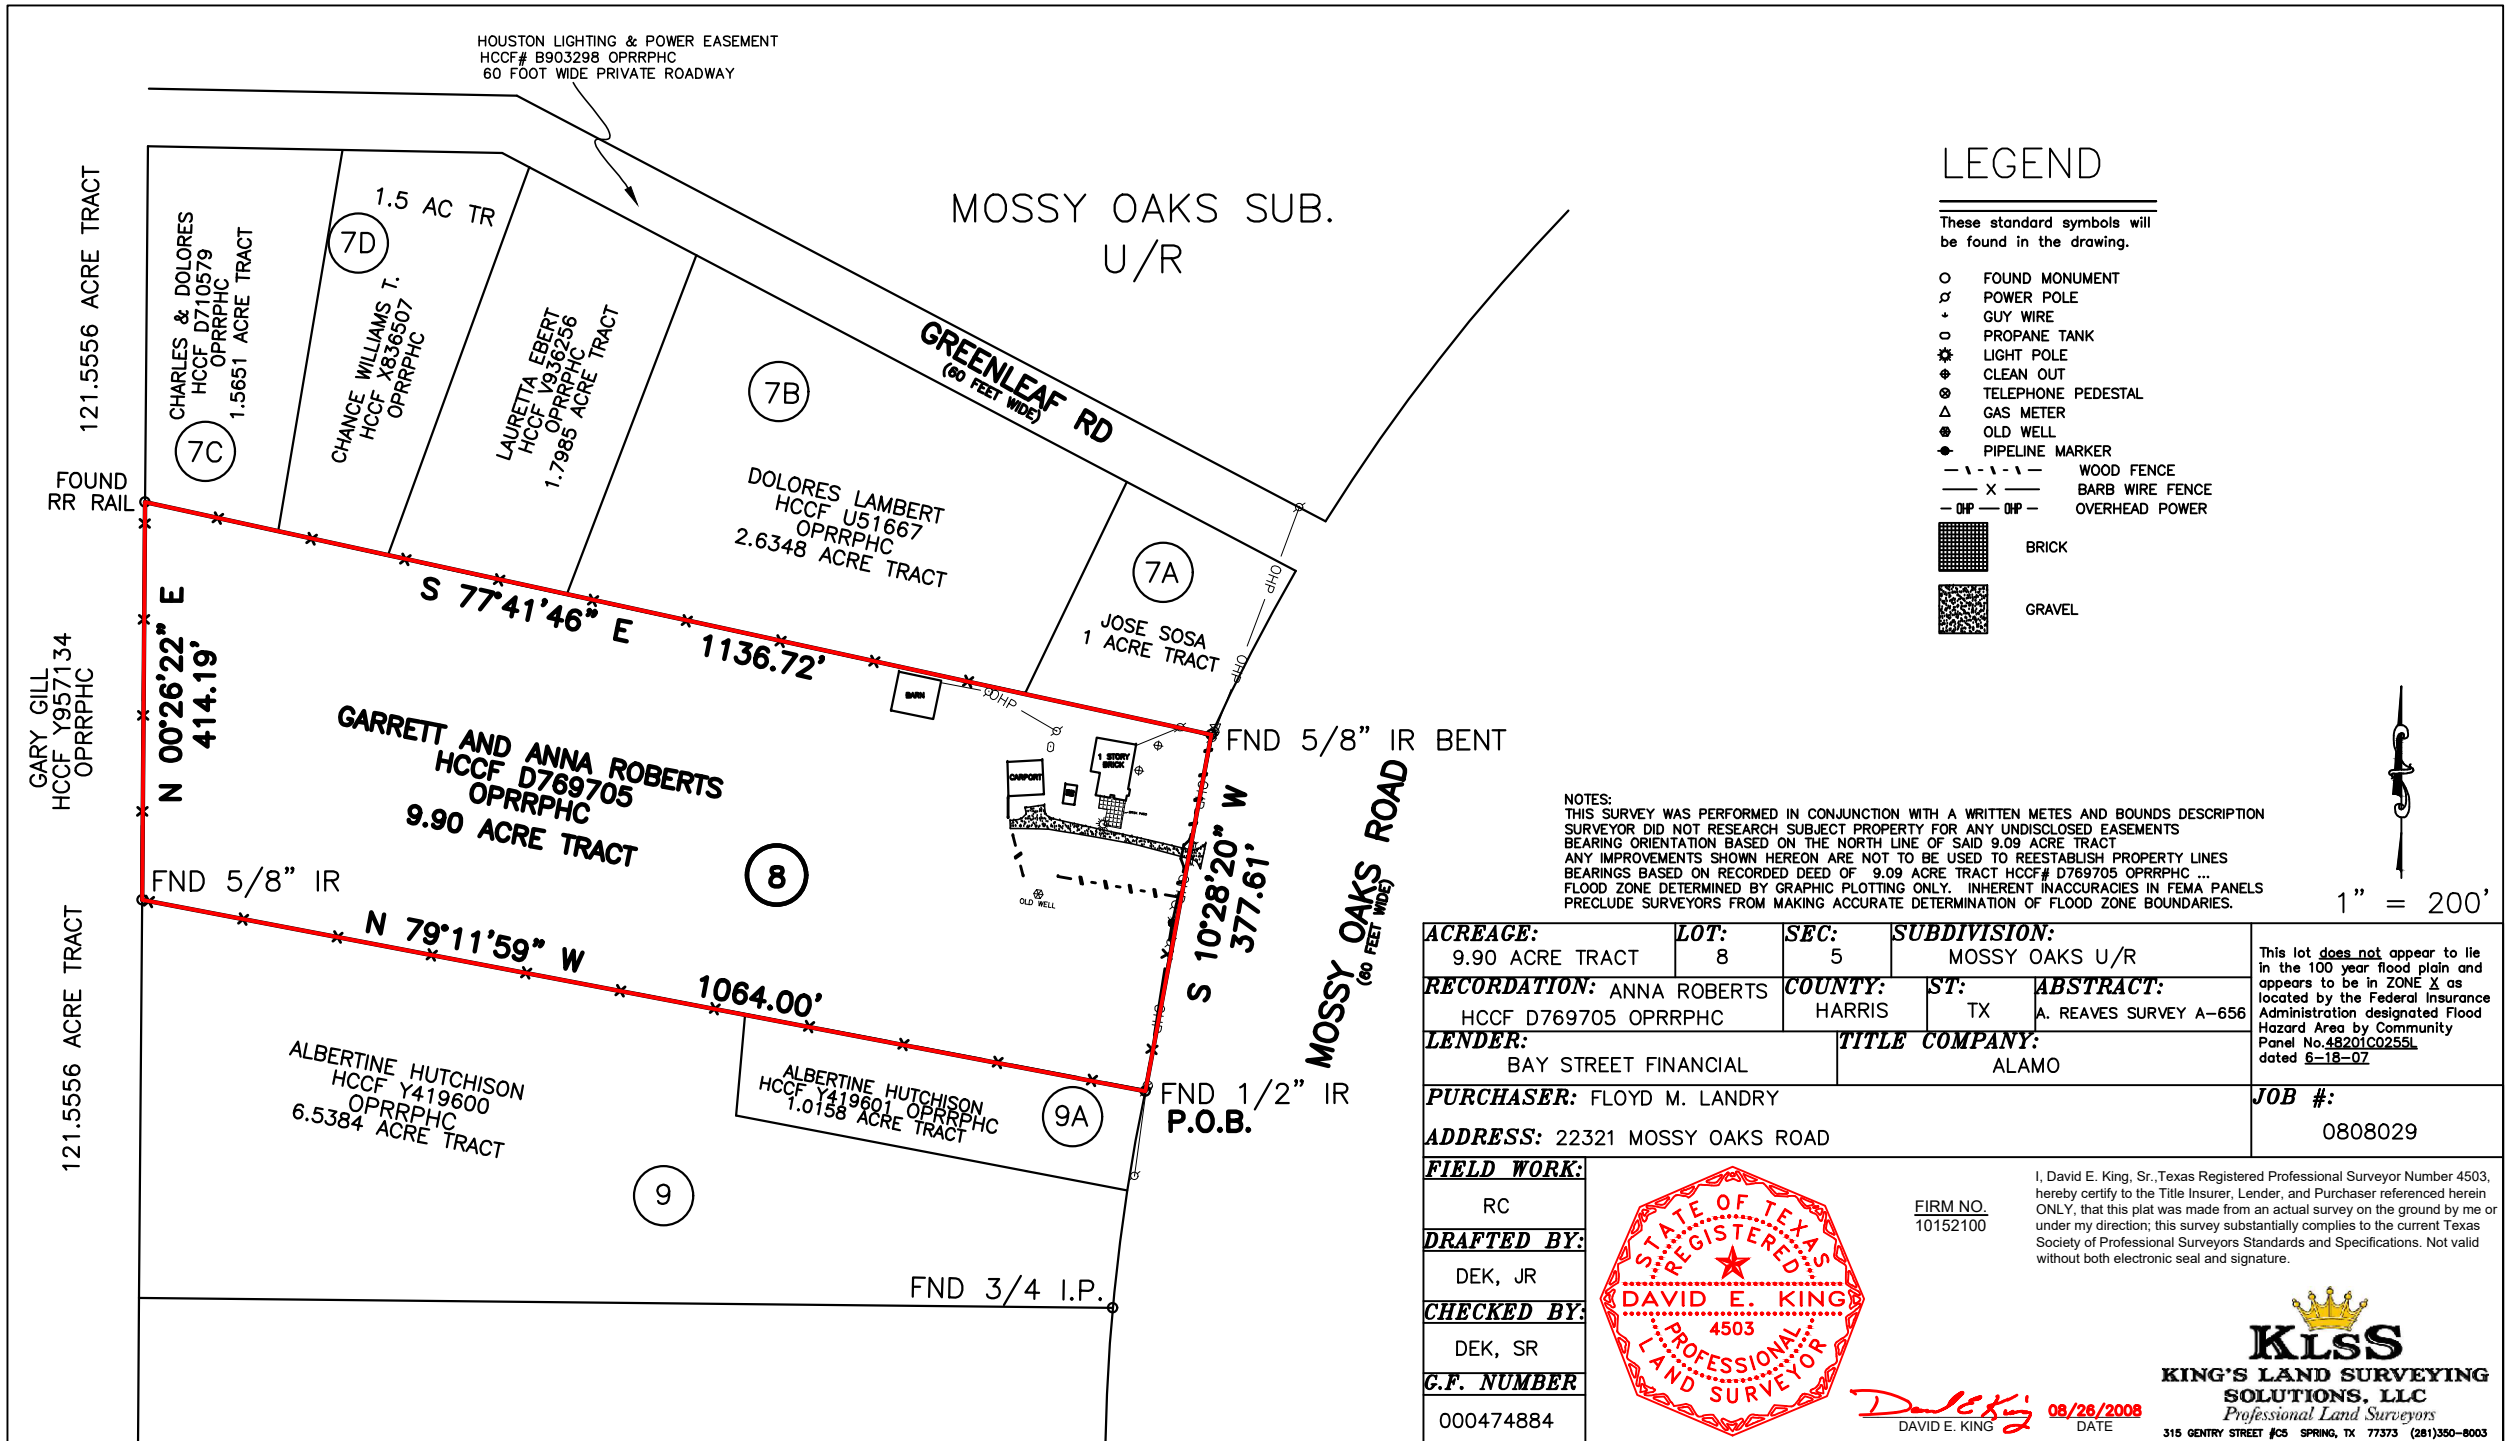 HOUSTON LIGHTING & POWER EASEMENT
HCCF# B903298 OPRRPHC
60 FOOT WIDE PRIVATE ROADWAY
MOSSY OAKS SUB.
U/R
GREENLEAF RD
(60 FEET WIDE)
121.5556 ACRE TRACT
CHARLES & DOLORES
HCCF D710579
OPRRPHC
1.5651 ACRE TRACT
7C
1.5 AC TR
7D
CHANCE WILLIAMS T.
HCCF X836507
OPRRPHC
LAURETTA EBERT
HCCF V936256
OPRRPHC
1.7985 ACRE TRACT
7B
DOLORES LAMBERT
HCCF U51667
OPRRPHC
2.6348 ACRE TRACT
7A
JOSE SOSA
1 ACRE TRACT
OHP
OHP
FOUND
RR RAIL
S 77°41'46" E
1136.72'
N 00°26'22" E
414.19'
GARY GILL
HCCF Y957134
OPRRPHC
GARRETT AND ANNA ROBERTS
HCCF D769705
OPRRPHC
9.90 ACRE TRACT
8
BARN
OHP
1 STORY
BRICK
CARPORT
OLD WELL
FND 5/8" IR BENT
S 10°28'20" W
377.61'
MOSSY OAKS ROAD
(60 FEET WIDE)
FND 5/8" IR
N 79°11'59" W
1064.00'
FND 1/2" IR
P.O.B.
121.5556 ACRE TRACT
ALBERTINE HUTCHISON
HCCF Y419600
OPRRPHC
6.5384 ACRE TRACT
ALBERTINE HUTCHISON
HCCF Y419601 OPRRPHC
1.0158 ACRE TRACT
9A
9
FND 3/4 I.P.
LEGEND
These standard symbols will
be found in the drawing.
FOUND MONUMENT
POWER POLE
GUY WIRE
PROPANE TANK
LIGHT POLE
CLEAN OUT
TELEPHONE PEDESTAL
GAS METER
OLD WELL
PIPELINE MARKER
WOOD FENCE
X BARB WIRE FENCE
OHP OHP OVERHEAD POWER
BRICK
GRAVEL
1" = 200'
NOTES:
THIS SURVEY WAS PERFORMED IN CONJUNCTION WITH A WRITTEN METES AND BOUNDS DESCRIPTION
SURVEYOR DID NOT RESEARCH SUBJECT PROPERTY FOR ANY UNDISCLOSED EASEMENTS
BEARING ORIENTATION BASED ON THE NORTH LINE OF SAID 9.09 ACRE TRACT
ANY IMPROVEMENTS SHOWN HEREON ARE NOT TO BE USED TO REESTABLISH PROPERTY LINES
BEARINGS BASED ON RECORDED DEED OF 9.09 ACRE TRACT HCCF# D769705 OPRRPHC ...
FLOOD ZONE DETERMINED BY GRAPHIC PLOTTING ONLY. INHERENT INACCURACIES IN FEMA PANELS
PRECLUDE SURVEYORS FROM MAKING ACCURATE DETERMINATION OF FLOOD ZONE BOUNDARIES.
ACREAGE: LOT: SEC: SUBDIVISION:
9.90 ACRE TRACT 8 5 MOSSY OAKS U/R
RECORDATION: ANNA ROBERTS COUNTY: ST: ABSTRACT:
HCCF D769705 OPRRPHC HARRIS TX A. REAVES SURVEY A-656
LENDER: TITLE COMPANY:
BAY STREET FINANCIAL ALAMO
PURCHASER: FLOYD M. LANDRY
ADDRESS: 22321 MOSSY OAKS ROAD
This lot does not appear to lie
in the 100 year flood plain and
appears to be in ZONE X as
located by the Federal Insurance
Administration designated Flood
Hazard Area by Community
Panel No.48201C0255L
dated 6-18-07
JOB #:
0808029
FIELD WORK:
RC
DRAFTED BY:
DEK, JR
CHECKED BY:
DEK, SR
G.F. NUMBER
000474884
STATE OF TEXAS
REGISTERED
DAVID E. KING
4503
PROFESSIONAL
LAND SURVEYOR
FIRM NO.
10152100
I, David E. King, Sr.,Texas Registered Professional Surveyor Number 4503,
hereby certify to the Title Insurer, Lender, and Purchaser referenced herein
ONLY, that this plat was made from an actual survey on the ground by me or
under my direction; this survey substantially complies to the current Texas
Society of Professional Surveyors Standards and Specifications. Not valid
without both electronic seal and signature.
David E King
DAVID E. KING
08/26/2008
DATE
KLSS
KING'S LAND SURVEYING
SOLUTIONS, LLC
Professional Land Surveyors
315 GENTRY STREET #C5 SPRING, TX 77373 (281)350-8003